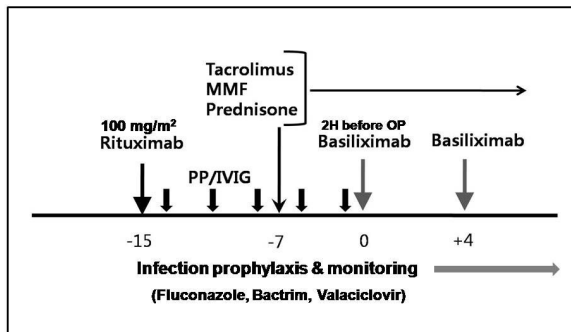 Tacrolimus
MMF
Prednisone
100 mg/m²
Rituximab
2H before OP
Basiliximab
Basiliximab
PP/IVIG
-15
-7
0
+4
Infection prophylaxis & monitoring
(Fluconazole, Bactrim, Valaciclovir)